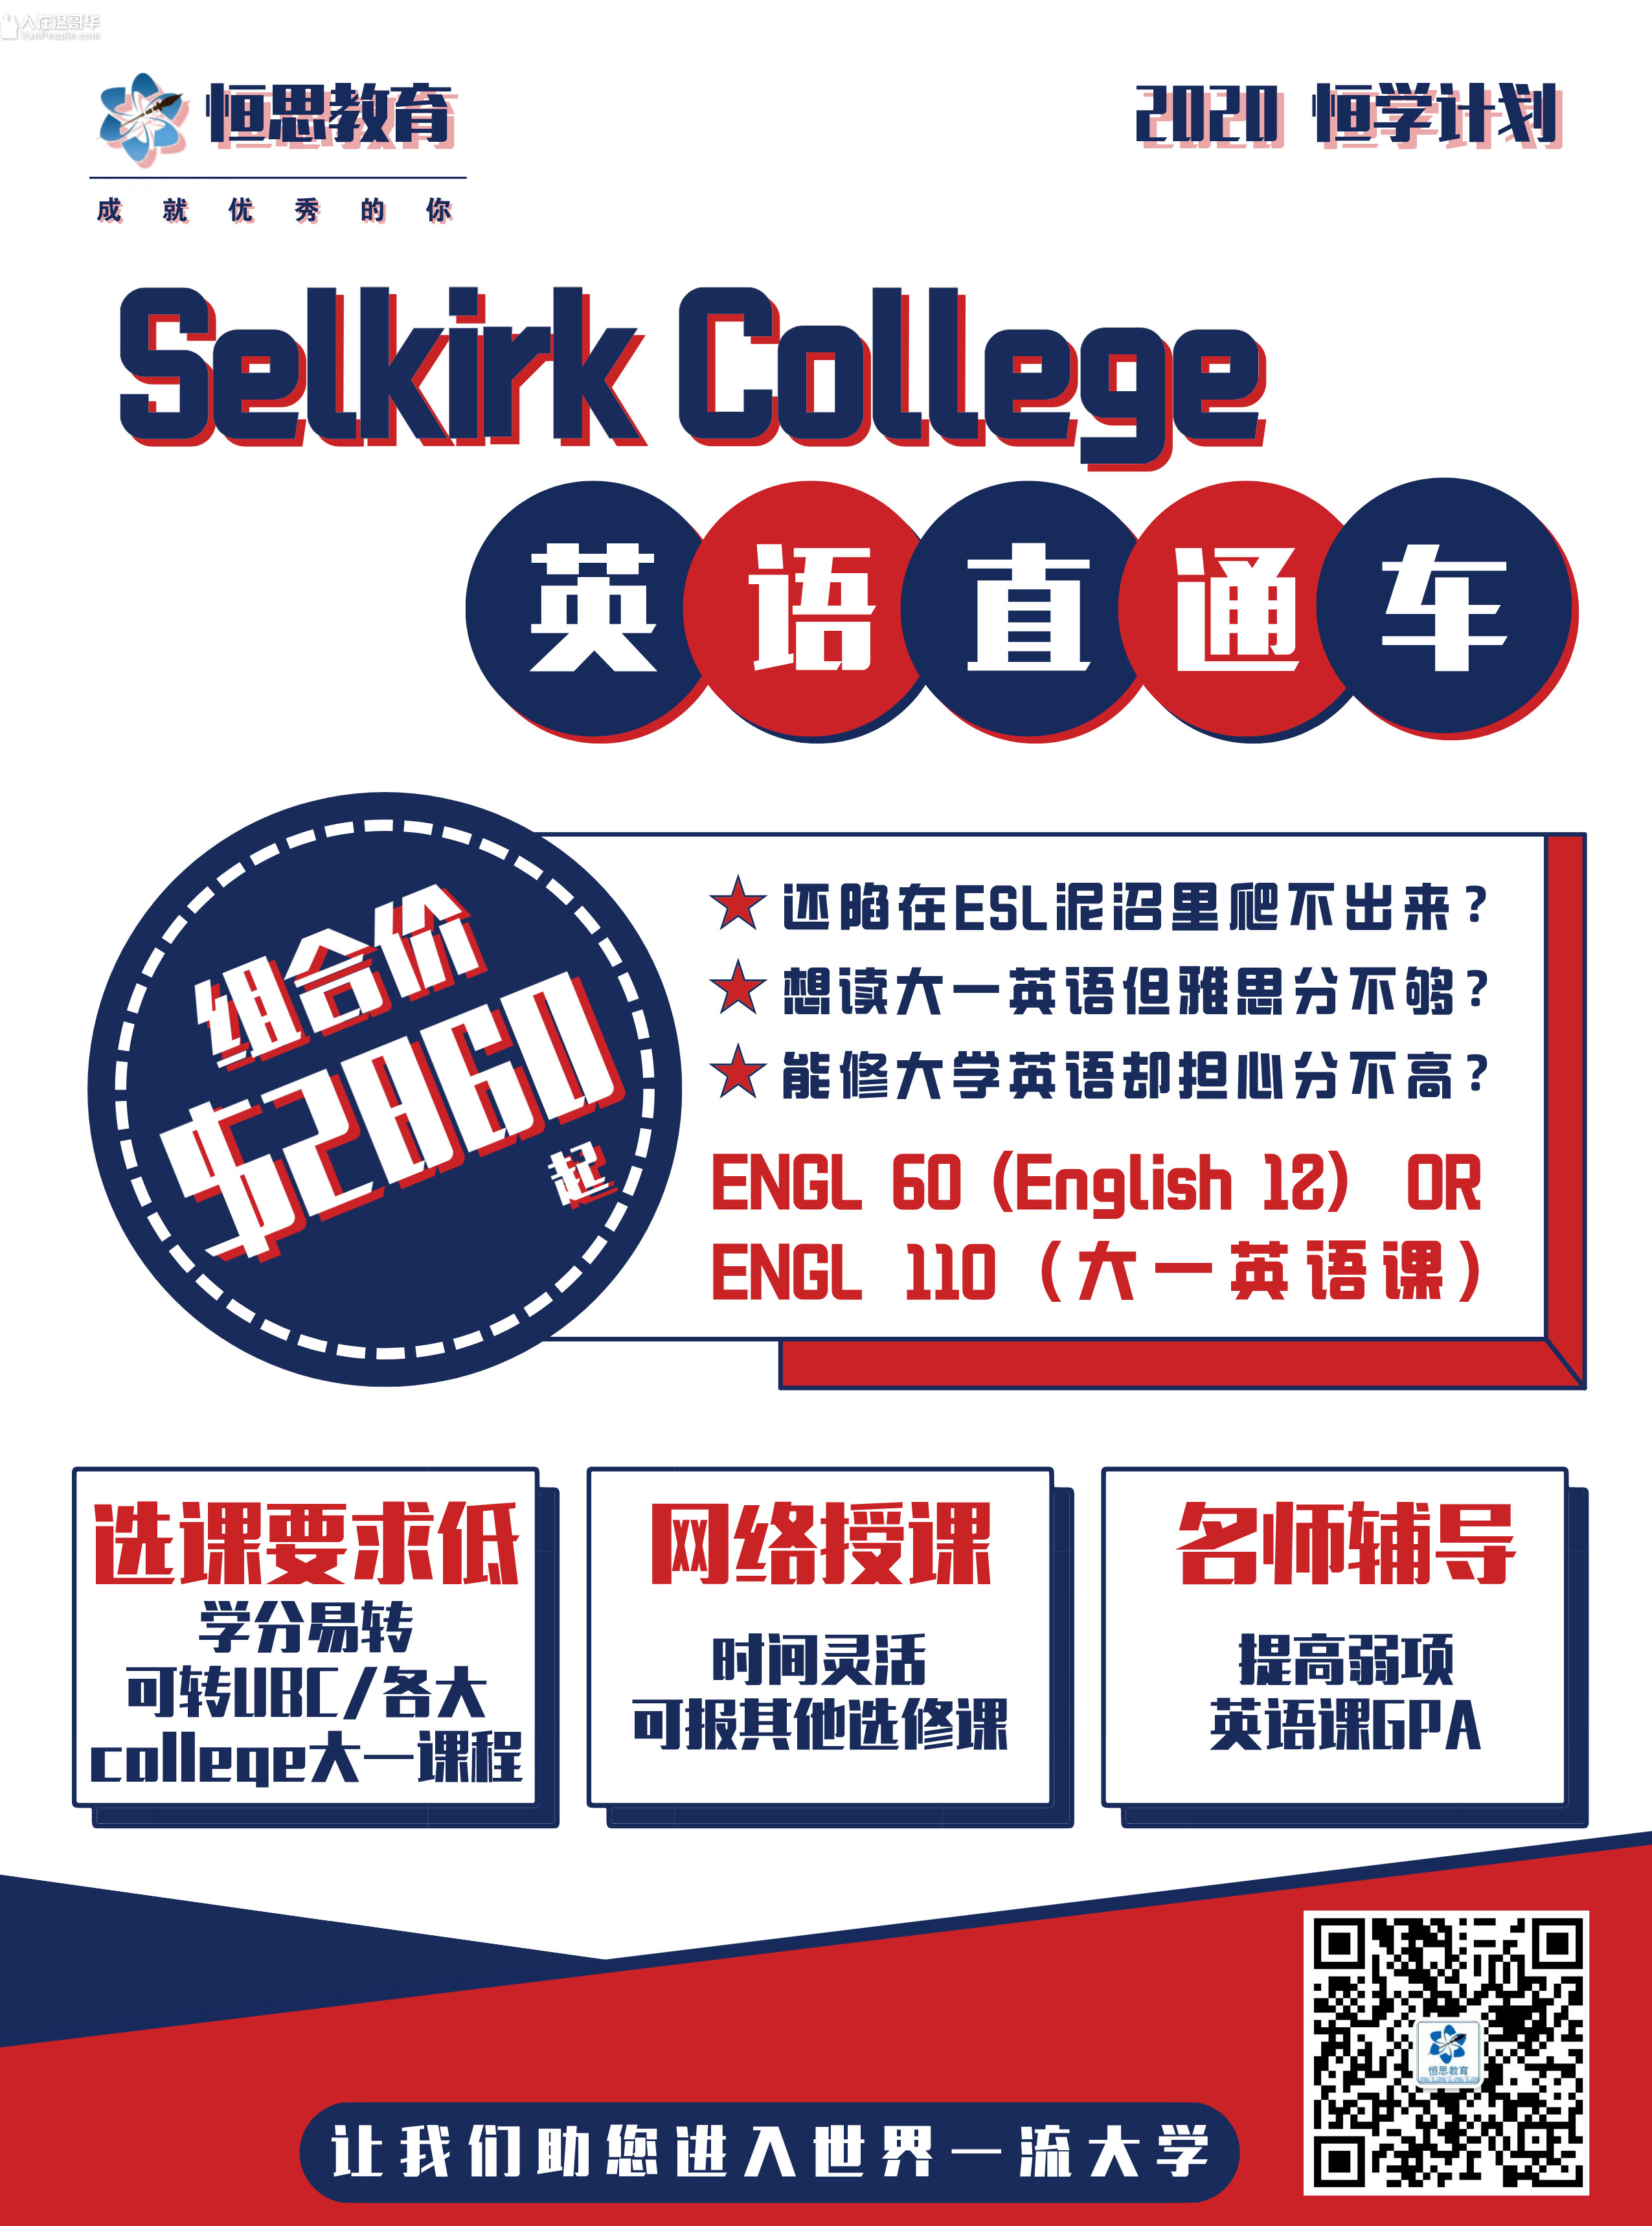 人在温哥华
VanPeople.com
恒思教育
2020 恒学计划
成就优秀的你
Selkirk College
英语直通车
组合价
$2860
起
还陷在ESL泥沼里爬不出来?
想读大一英语但雅思分不够?
能修大学英语却担心分不高?
ENGL 60 (English 12) OR
ENGL 110 (大一英语课)
选课要求低
学分易转
可转UBC/各大
college大一课程
网络授课
时间灵活
可报其他选修课
名师辅导
提高弱项
英语课GPA
恒思教育
让我们助您进入世界一流大学